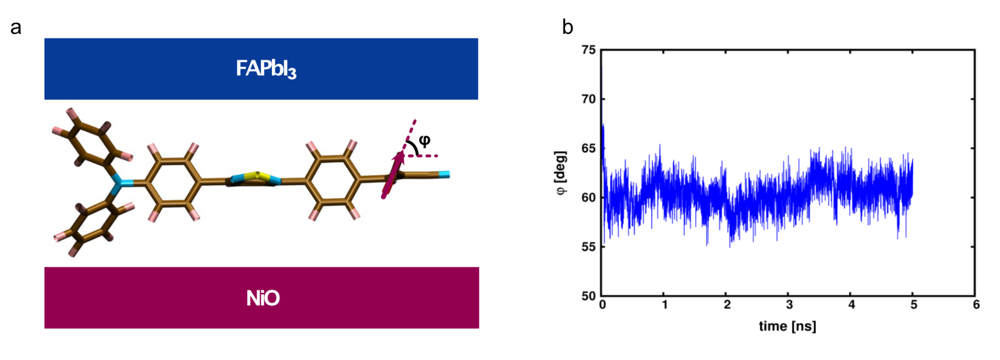 a
FAPbI₃
φ
NiO
b
75
70
65
60
55
50
φ [deg]
0 1 2 3 4 5 6
time [ns]